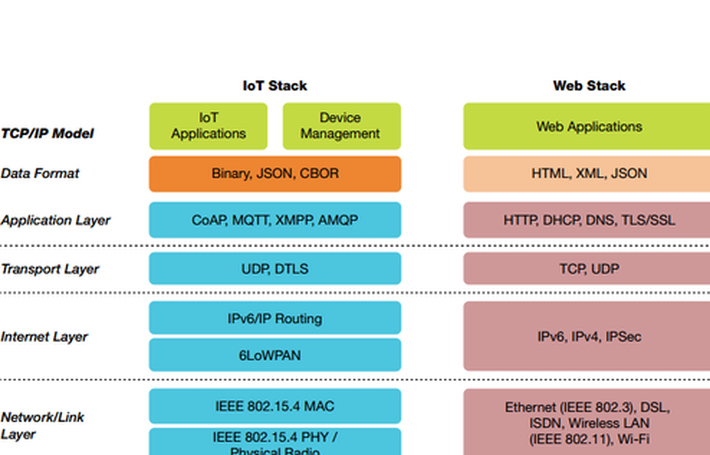 IoT Stack
Web Stack
TCP/IP Model
IoT
Applications
Device
Management
Web Applications
Data Format
Binary, JSON, CBOR
HTML, XML, JSON
Application Layer
CoAP, MQTT, XMPP, AMQP
HTTP, DHCP, DNS, TLS/SSL
Transport Layer
UDP, DTLS
TCP, UDP
Internet Layer
IPv6/IP Routing
6LoWPAN
IPv6, IPv4, IPSec
Network/Link
Layer
IEEE 802.15.4 MAC
IEEE 802.15.4 PHY /
Physical Radio
Ethernet (IEEE 802.3), DSL,
ISDN, Wireless LAN
(IEEE 802.11), Wi-Fi